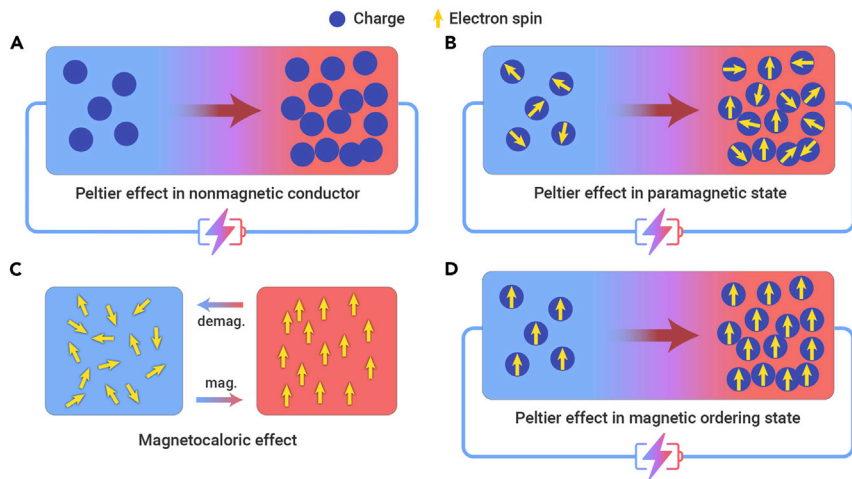 Charge
Electron spin
A
B
Peltier effect in nonmagnetic conductor
Peltier effect in paramagnetic state
C
D
demag.
mag.
Magnetocaloric effect
Peltier effect in magnetic ordering state